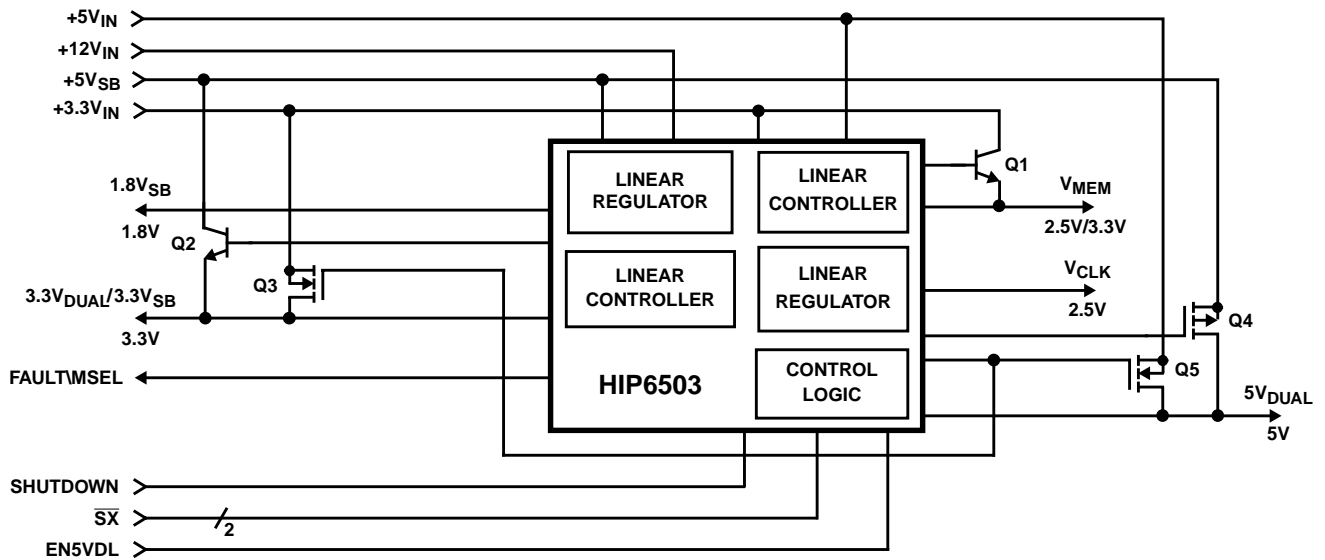 +5VIN
+12VIN
+5VSB
+3.3VIN
1.8VSB
1.8V
Q2
Q3
3.3VDUAL/3.3VSB
3.3V
FAULT\MSEL
SHUTDOWN
SX
2
EN5VDL
LINEAR
REGULATOR
LINEAR
CONTROLLER
LINEAR
CONTROLLER
LINEAR
REGULATOR
HIP6503
CONTROL
LOGIC
Q1
VMEM
2.5V/3.3V
VCLK
2.5V
Q4
Q5
5VDUAL
5V